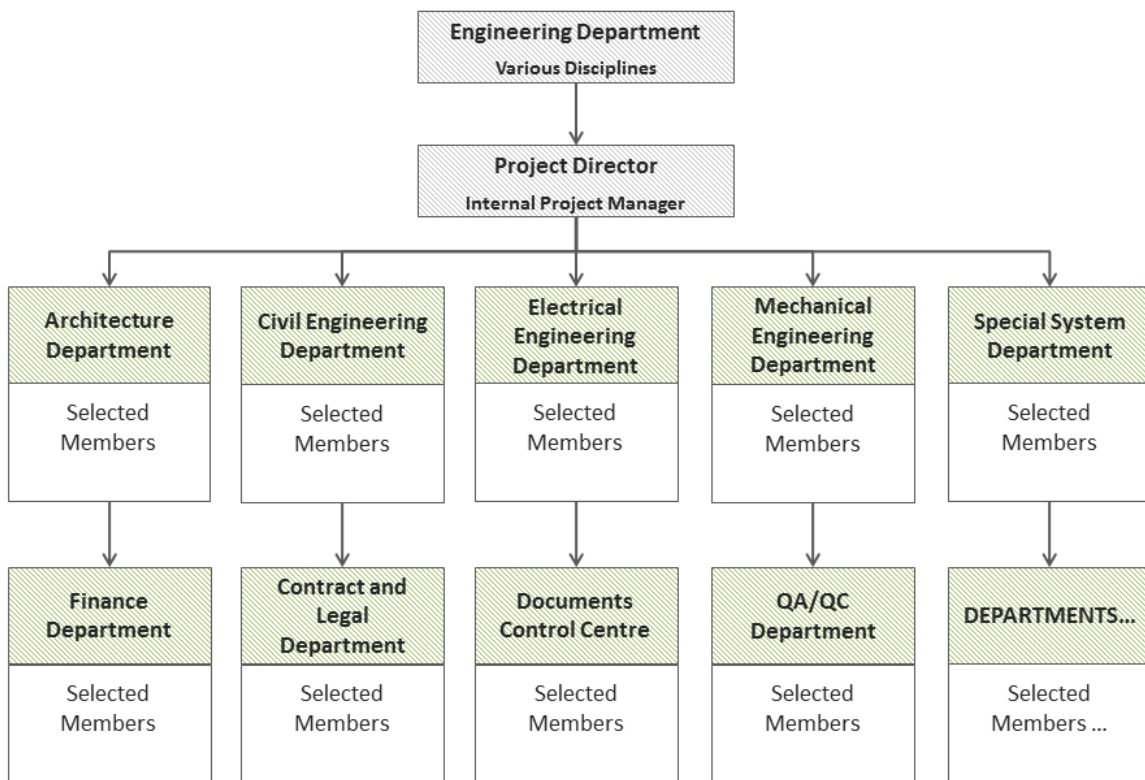 Engineering Department
Various Disciplines
Project Director
Internal Project Manager
Architecture
Department
Selected
Members
Civil Engineering
Department
Selected
Members
Electrical
Engineering
Department
Selected
Members
Mechanical
Engineering
Department
Selected
Members
Special System
Department
Selected
Members
Finance
Department
Selected
Members
Contract and
Legal
Department
Selected
Members
Documents
Control Centre
Selected
Members
QA/QC
Department
Selected
Members
DEPARTMENTS...
Selected
Members ...